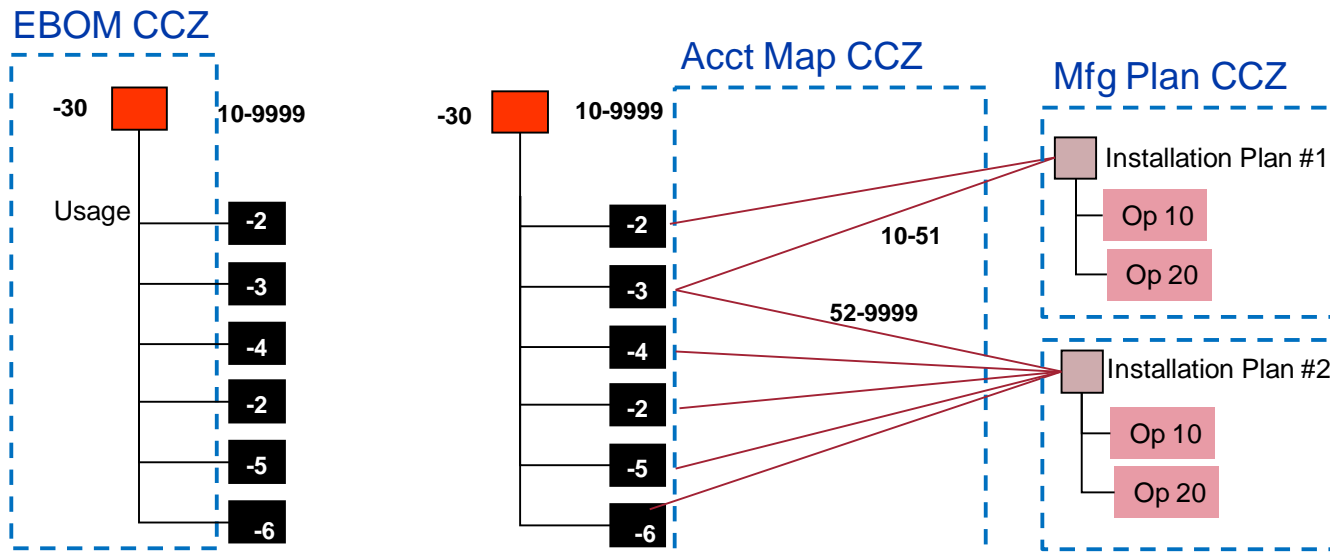 EBOM CCZ
-30
10-9999
Usage
-2
-3
-4
-2
-5
-6
-30
10-9999
-2
-3
-4
-2
-5
-6
Acct Map CCZ
10-51
52-9999
Mfg Plan CCZ
Installation Plan #1
Op 10
Op 20
Installation Plan #2
Op 10
Op 20